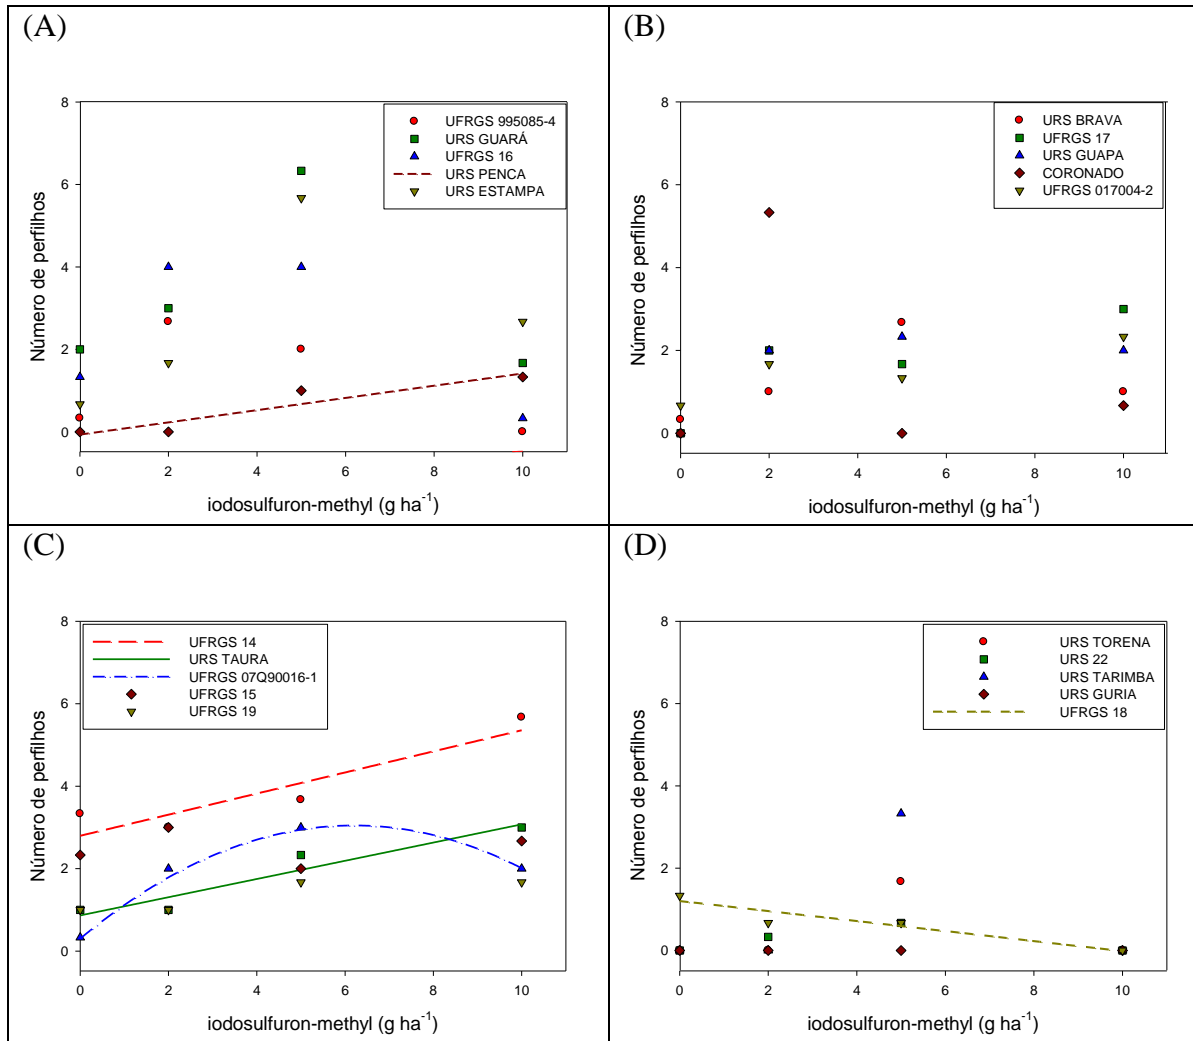 (A)
Número de perfilhos
8
6
4
2
0
UFRGS 995085-4
URS GUARÁ
UFRGS 16
URS PENCA
URS ESTAMPA
0 2 4 6 8 10
iodosulfuron-methyl (g ha⁻¹)
(B)
Número de perfilhos
8
6
4
2
0
URS BRAVA
UFRGS 17
URS GUAPA
CORONADO
UFRGS 017004-2
0 2 4 6 8 10
iodosulfuron-methyl (g ha⁻¹)
(C)
Número de perfilhos
8
6
4
2
0
UFRGS 14
URS TAURA
UFRGS 07Q90016-1
UFRGS 15
UFRGS 19
0 2 4 6 8 10
iodosulfuron-methyl (g ha⁻¹)
(D)
Número de perfilhos
8
6
4
2
0
URS TORENA
URS 22
URS TARIMBA
URS GURIA
UFRGS 18
0 2 4 6 8 10
iodosulfuron-methyl (g ha⁻¹)